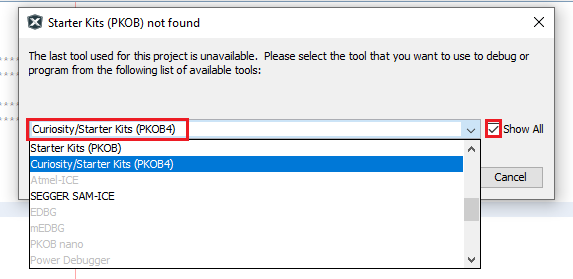 Starter Kits (PKOB) not found
The last tool used for this project is unavailable. Please select the tool that you want to use to debug or
program from the following list of available tools:
Curiosity/Starter Kits (PKOB4)
Show All
Starter Kits (PKOB)
Curiosity/Starter Kits (PKOB4)
Atmel-ICE
SEGGER SAM-ICE
EDBG
mEDBG
PKOB nano
Power Debugger
Cancel